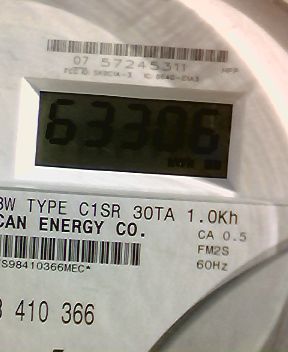 07 57245311
63306
3W TYPE C1SR 30TA 1.0Kh
CAN ENERGY CO.
CA 0.5
FM2S
60Hz
S98410366MEC*
410 366